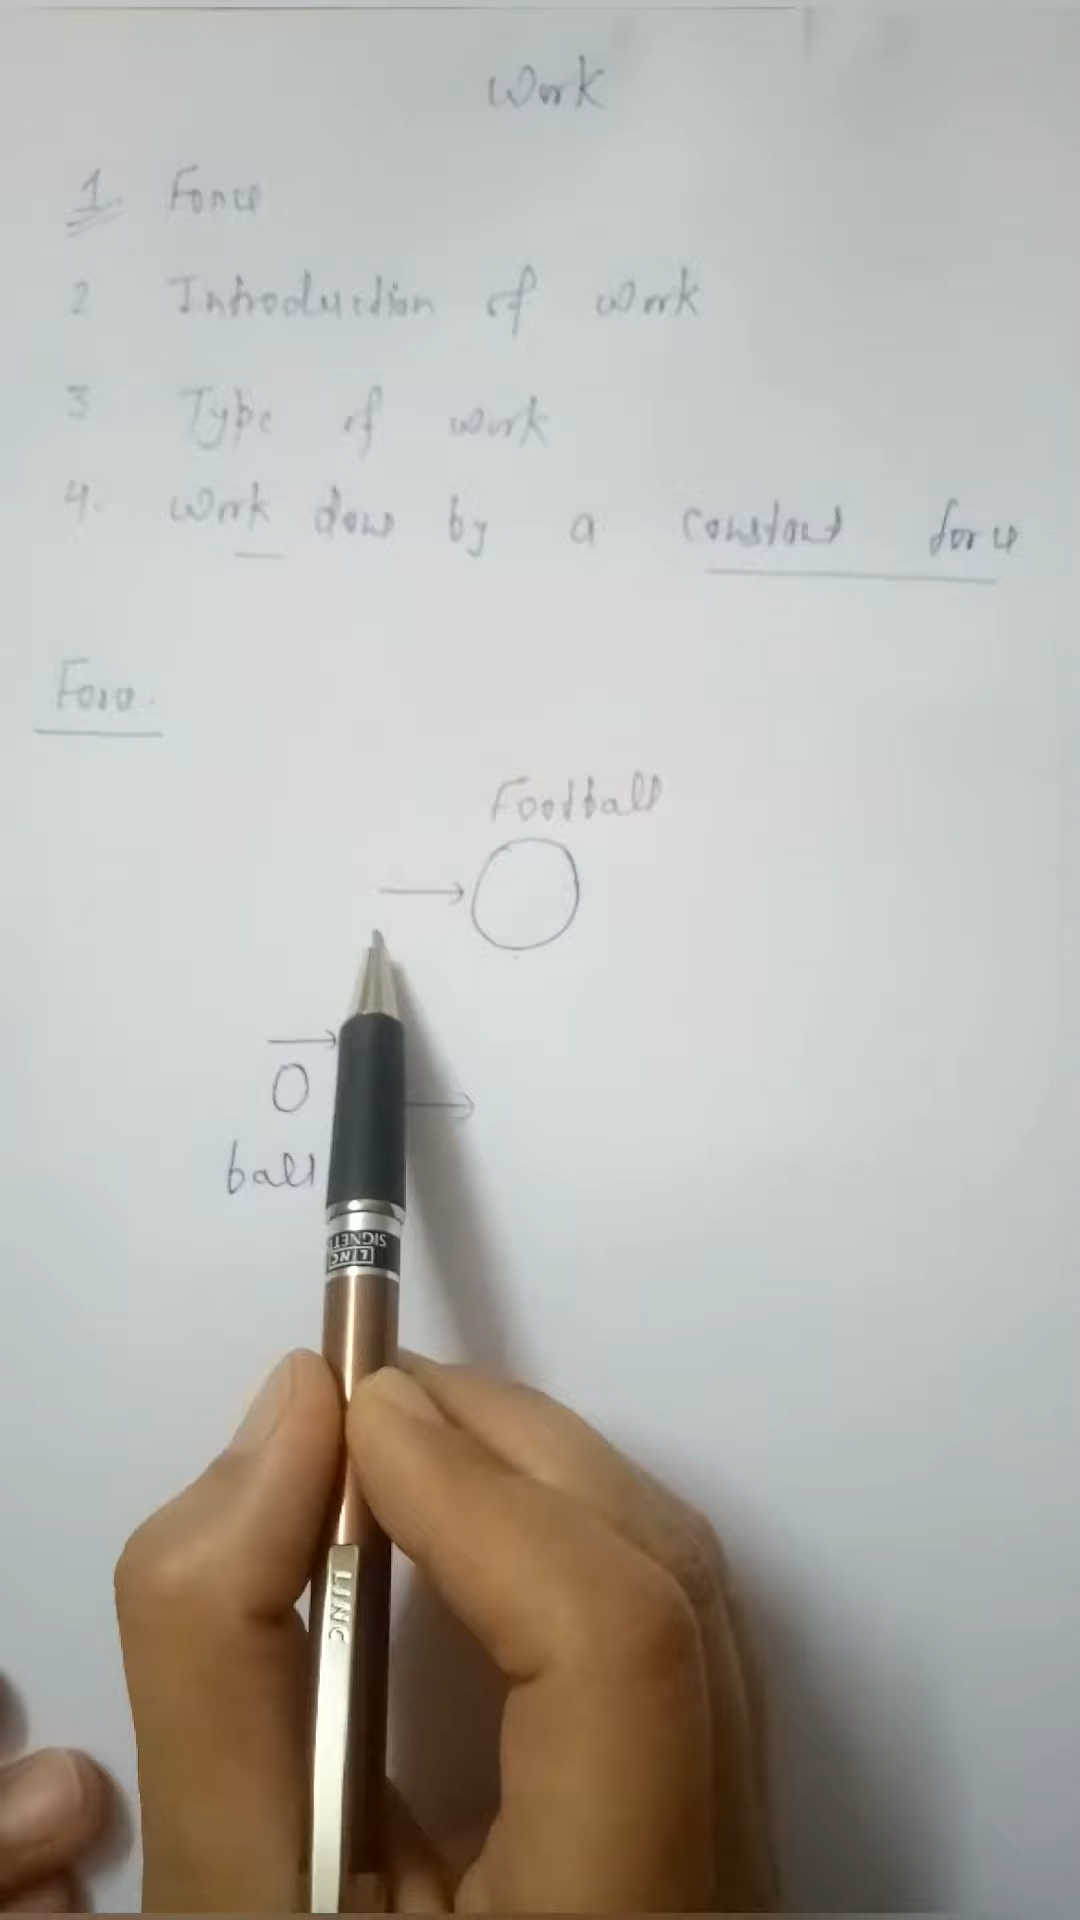 Work
1. Force
2 Introduction of work
3 Type of work
4. Work done by a constant force
Force.
Football
0
ball
LINC
SIGNET
LINC